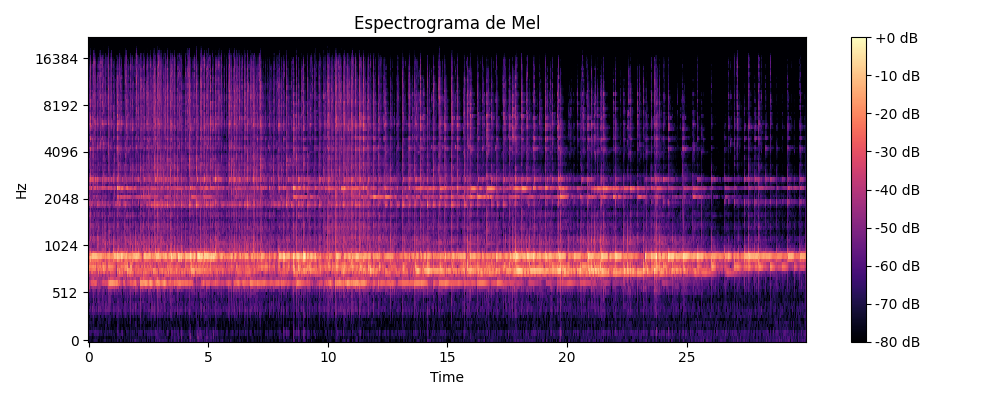 Espectrograma de Mel
Hz
16384
8192
4096
2048
1024
512
0
0 5 10 15 20 25
Time
+0 dB
-10 dB
-20 dB
-30 dB
-40 dB
-50 dB
-60 dB
-70 dB
-80 dB